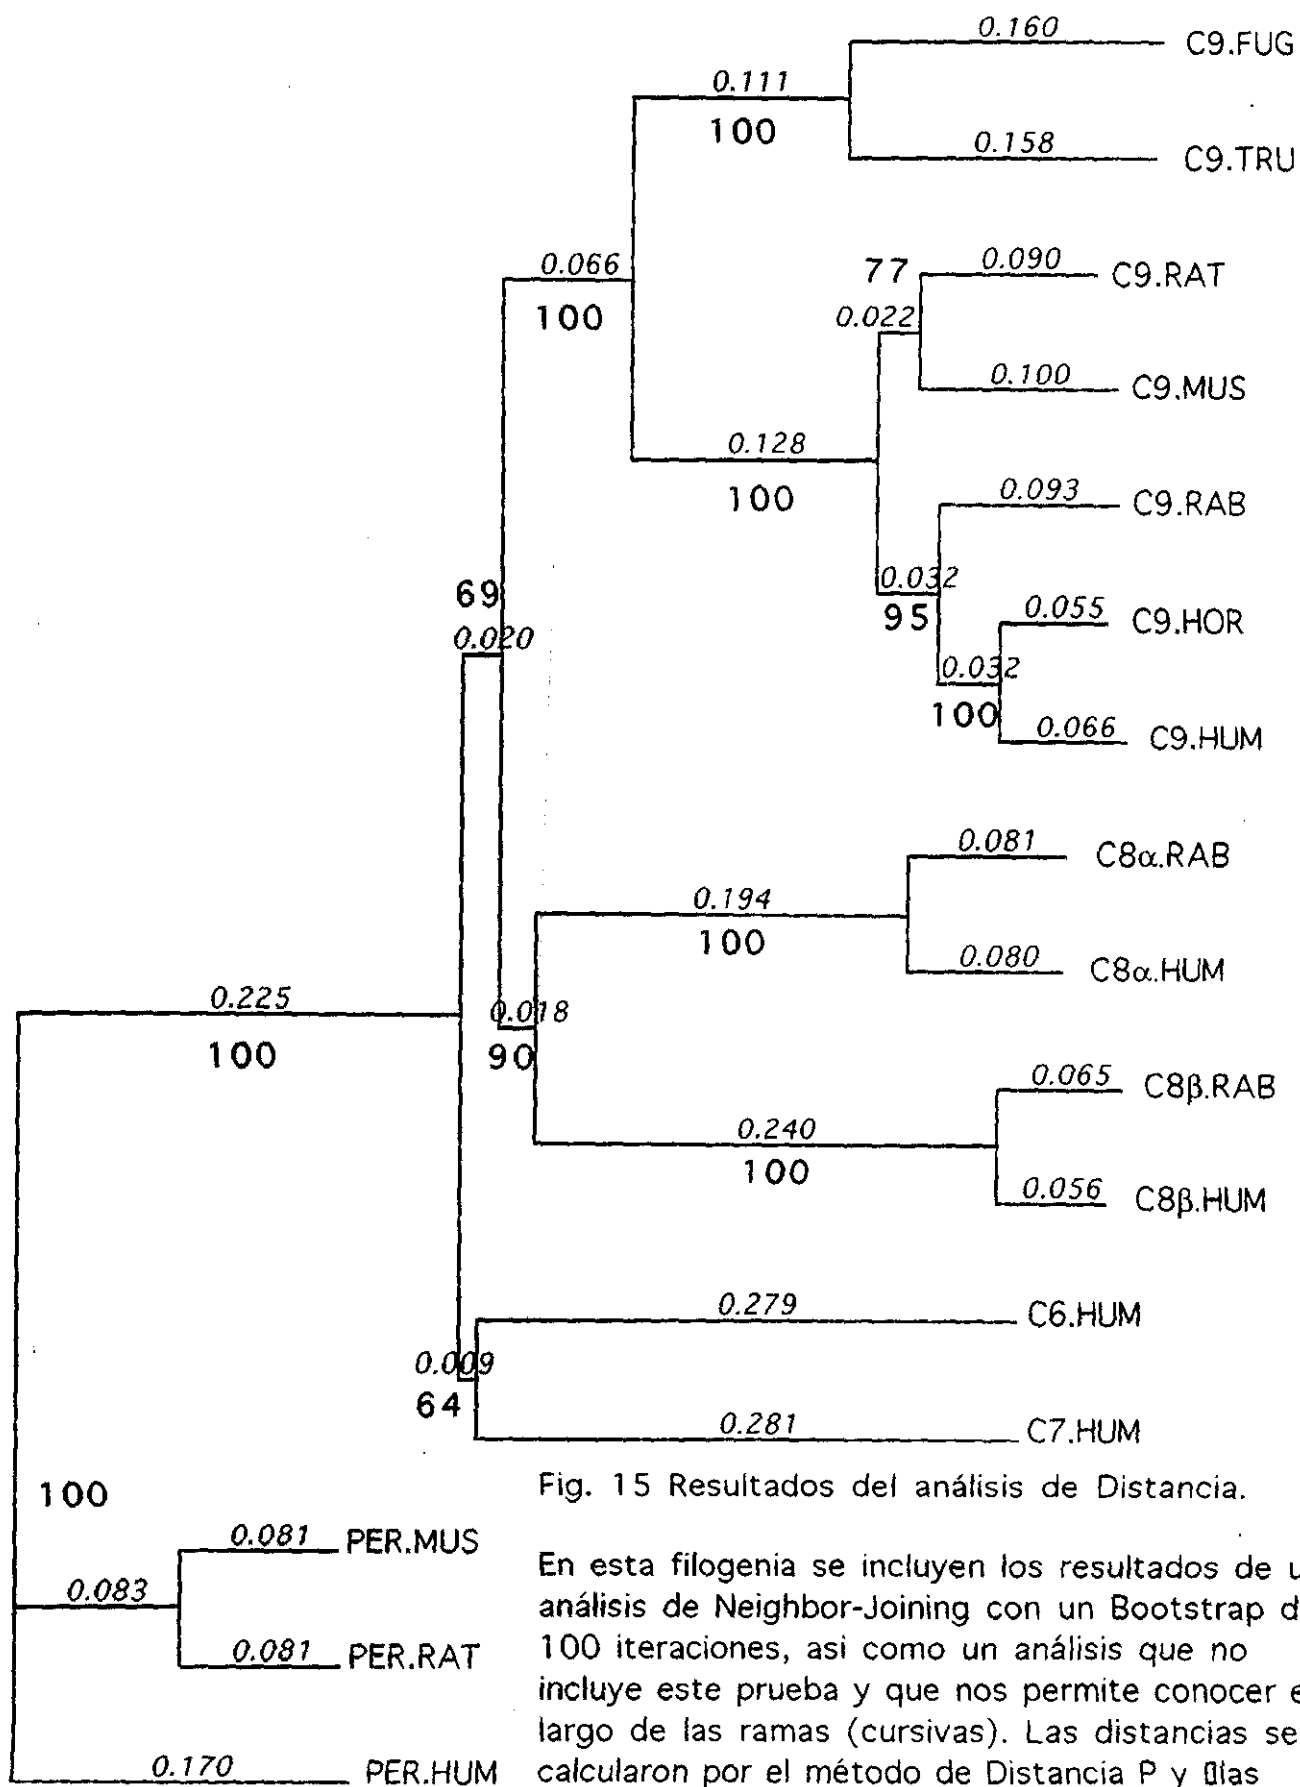 0.160 C9.FUG
0.111
100
0.158 C9.TRU
0.066
100
77
0.090 C9.RAT
0.022
0.100 C9.MUS
0.128
100
0.093 C9.RAB
69
0.020
0.032
95
0.055 C9.HOR
0.032
100
0.066 C9.HUM
0.081 C8α.RAB
0.194
100
0.080 C8α.HUM
0.225
100
0.018
90
0.065 C8β.RAB
0.240
100
0.056 C8β.HUM
0.279 C6.HUM
0.009
64
0.281 C7.HUM
100
0.081 PER.MUS
0.083
0.081 PER.RAT
0.170 PER.HUM
Fig. 15 Resultados del análisis de Distancia.
En esta filogenia se incluyen los resultados de u
análisis de Neighbor-Joining con un Bootstrap d
100 iteraciones, asi como un análisis que no
incluye este prueba y que nos permite conocer e
largo de las ramas (cursivas). Las distancias se
calcularon por el método de Distancia P y las